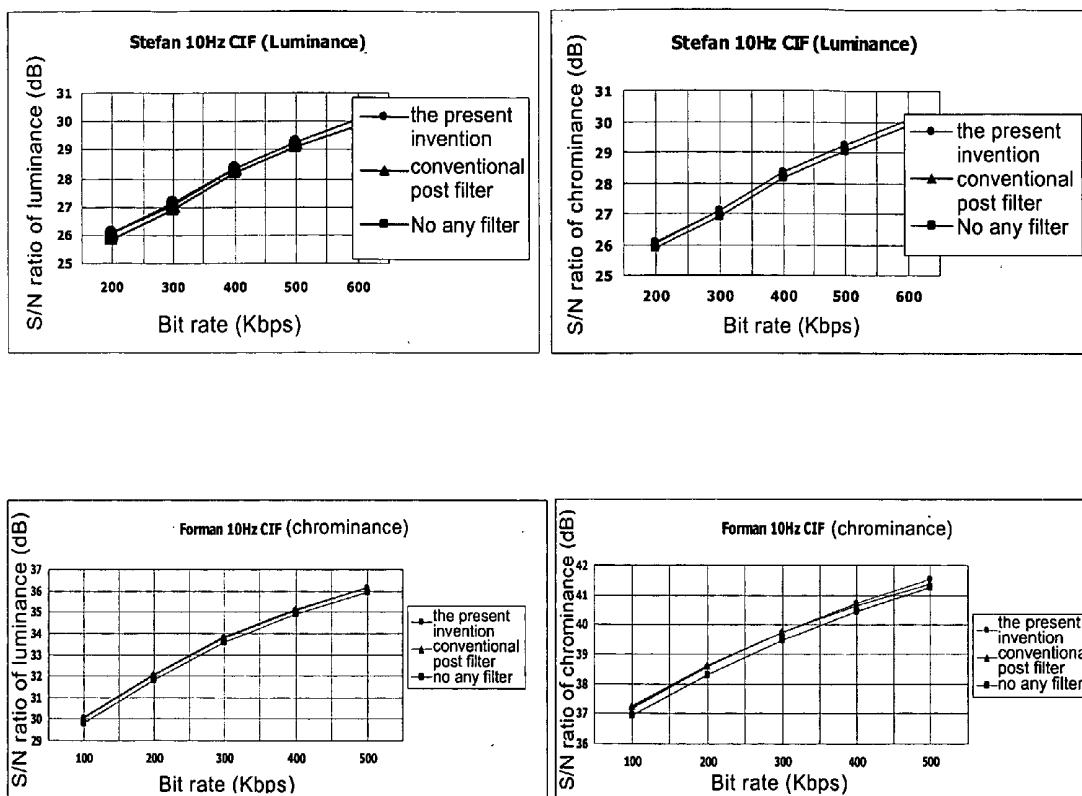 Stefan 10Hz CIF (Luminance)
S/N ratio of luminance (dB)
31
30
29
28
27
26
25
200 300 400 500 600
Bit rate (Kbps)
the present
invention
conventional
post filter
No any filter
Stefan 10Hz CIF (Luminance)
S/N ratio of chrominance (dB)
31
30
29
28
27
26
25
200 300 400 500 600
Bit rate (Kbps)
the present
invention
conventional
post filter
No any filter
Forman 10Hz CIF (chrominance)
S/N ratio of luminance (dB)
37
36
35
34
33
32
31
30
29
100 200 300 400 500
Bit rate (Kbps)
the present
invention
conventional
post filter
no any filter
Forman 10Hz CIF (chrominance)
S/N ratio of chrominance (dB)
42
41
40
39
38
37
36
100 200 300 400 500
Bit rate (Kbps)
the present
invention
conventional
post filter
no any filter